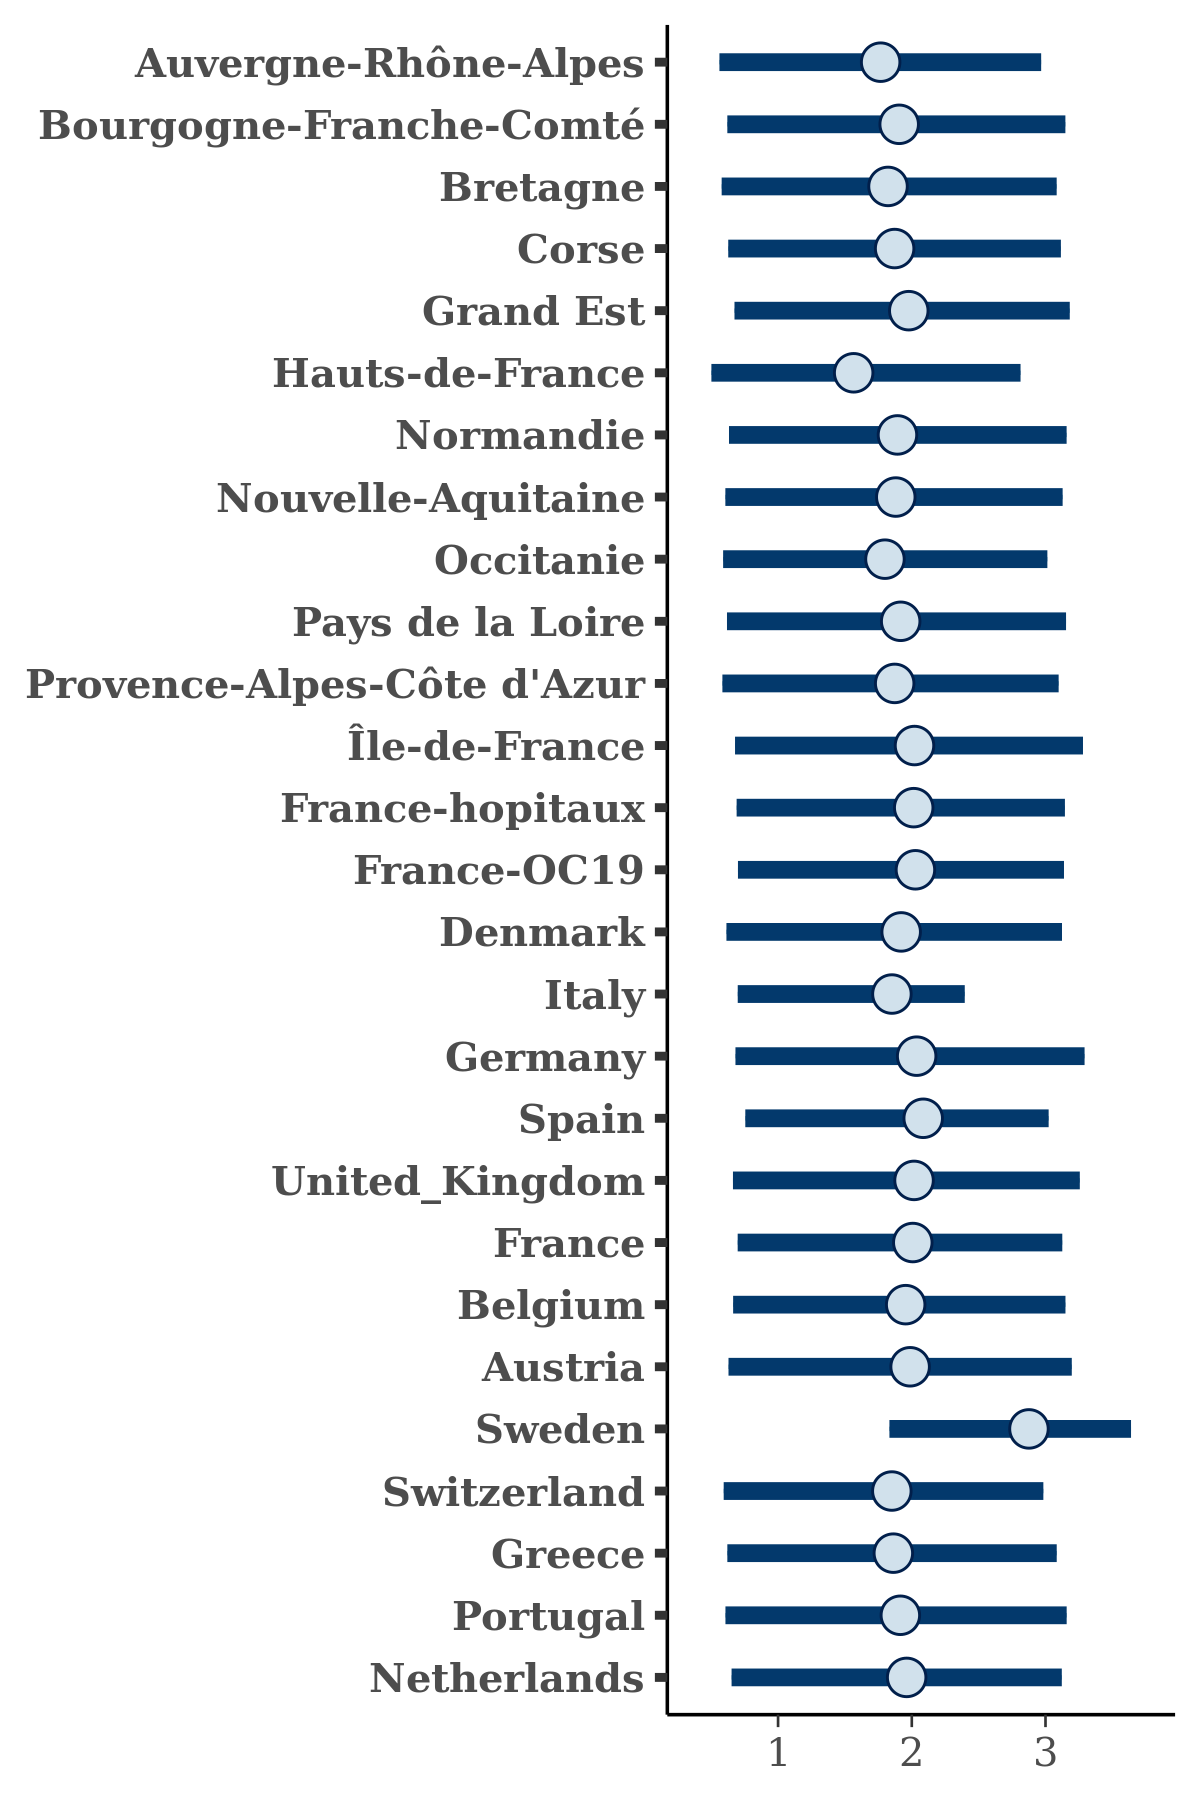 Auvergne-Rhône-Alpes
Bourgogne-Franche-Comté
Bretagne
Corse
Grand Est
Hauts-de-France
Normandie
Nouvelle-Aquitaine
Occitanie
Pays de la Loire
Provence-Alpes-Côte d'Azur
Île-de-France
France-hopitaux
France-OC19
Denmark
Italy
Germany
Spain
United_Kingdom
France
Belgium
Austria
Sweden
Switzerland
Greece
Portugal
Netherlands
1 2 3